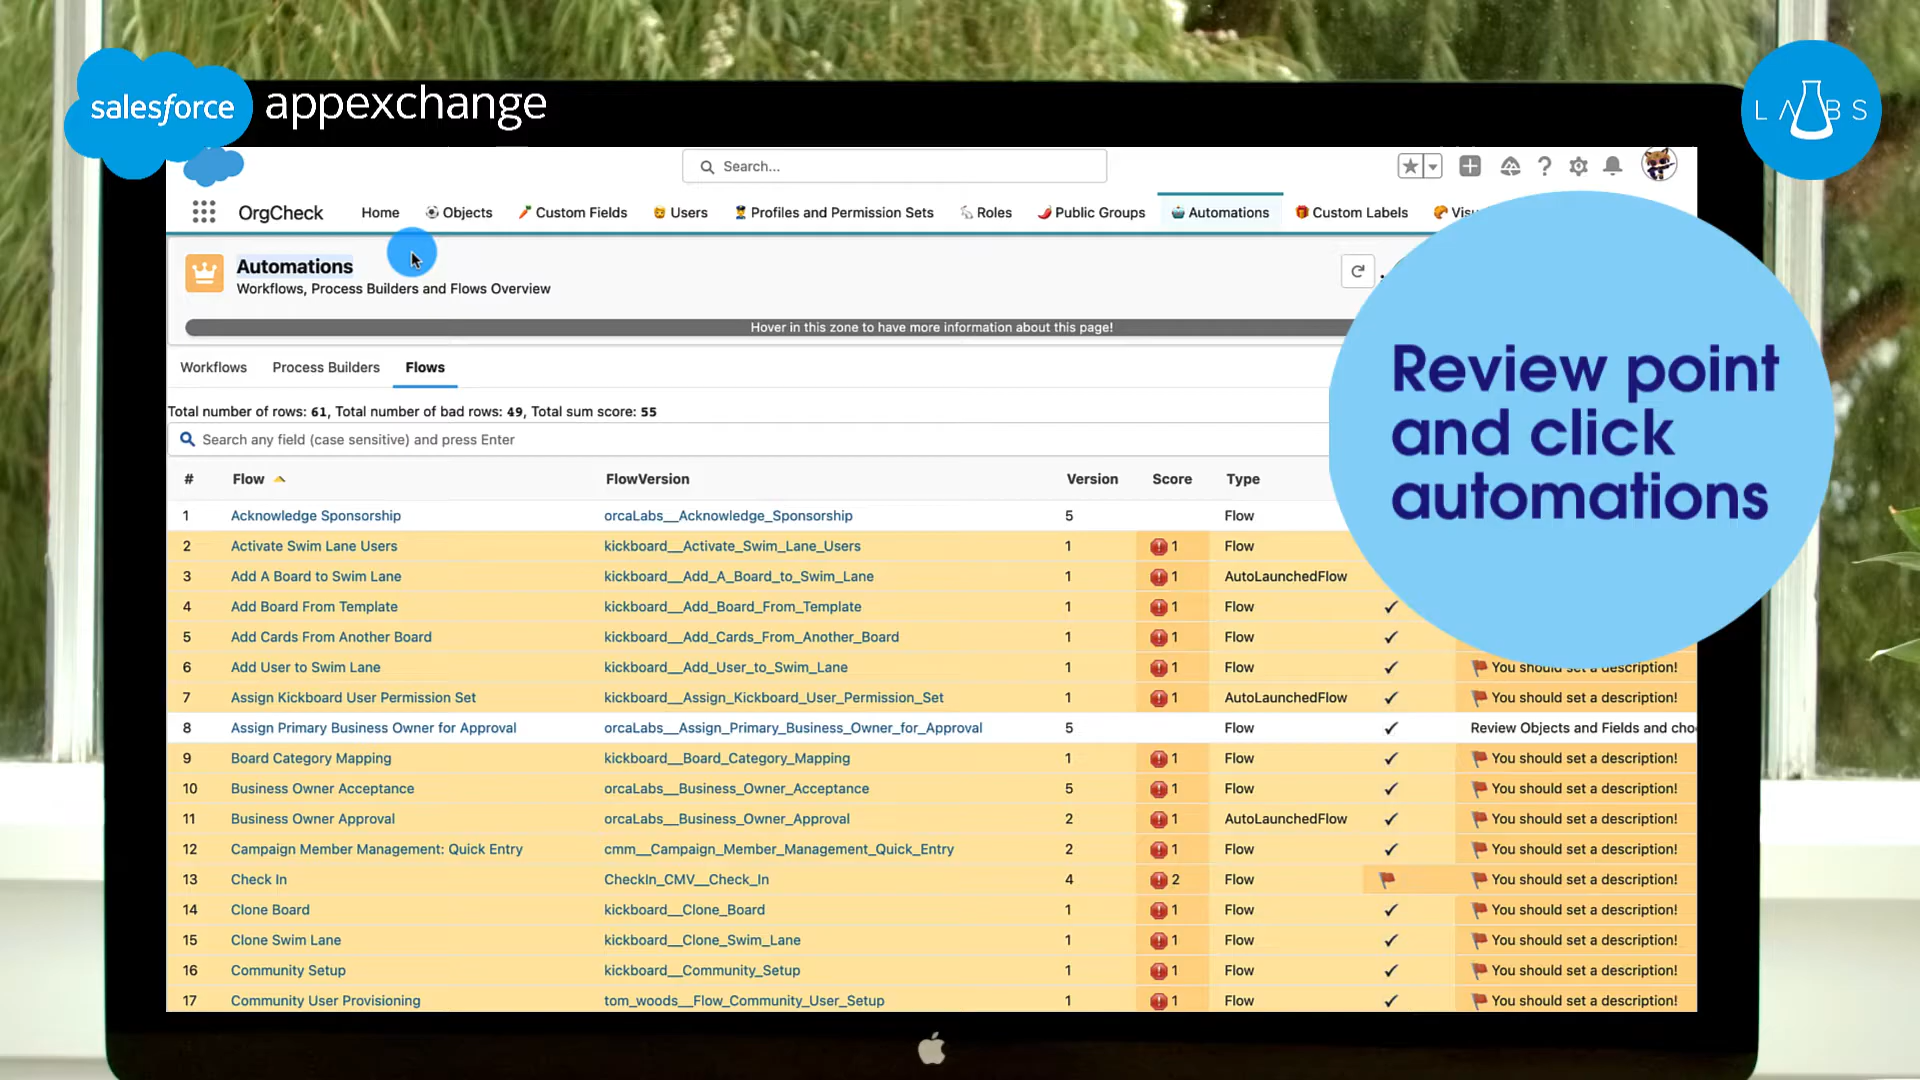 salesforce appexchange
LABS
Search...
OrgCheck Home Objects Custom Fields Users Profiles and Permission Sets Roles Public Groups Automations Custom Labels
Automations
Workflows, Process Builders and Flows Overview
Hover in this zone to have more information about this page!
Review point
and click
automations
Workflows Process Builders Flows
Total number of rows: 61, Total number of bad rows: 49, Total sum score: 55
Search any field (case sensitive) and press Enter
# Flow FlowVersion Version Score Type
1 Acknowledge Sponsorship orcaLabs__Acknowledge_Sponsorship 5 Flow
2 Activate Swim Lane Users kickboard__Activate_Swim_Lane_Users 1 1 Flow
3 Add A Board to Swim Lane kickboard__Add_A_Board_to_Swim_Lane 1 1 AutoLaunchedFlow
4 Add Board From Template kickboard__Add_Board_From_Template 1 1 Flow ✓
5 Add Cards From Another Board kickboard__Add_Cards_From_Another_Board 1 1 Flow ✓
6 Add User to Swim Lane kickboard__Add_User_to_Swim_Lane 1 1 Flow ✓ You should set a description!
7 Assign Kickboard User Permission Set kickboard__Assign_Kickboard_User_Permission_Set 1 1 AutoLaunchedFlow ✓ You should set a description!
8 Assign Primary Business Owner for Approval orcaLabs__Assign_Primary_Business_Owner_for_Approval 5 Flow ✓ Review Objects and Fields and cho
9 Board Category Mapping kickboard__Board_Category_Mapping 1 1 Flow ✓ You should set a description!
10 Business Owner Acceptance orcaLabs__Business_Owner_Acceptance 5 1 Flow ✓ You should set a description!
11 Business Owner Approval orcaLabs__Business_Owner_Approval 2 1 AutoLaunchedFlow ✓ You should set a description!
12 Campaign Member Management: Quick Entry cmm__Campaign_Member_Management_Quick_Entry 2 1 Flow ✓ You should set a description!
13 Check In CheckIn_CMV__Check_In 4 2 Flow You should set a description!
14 Clone Board kickboard__Clone_Board 1 1 Flow ✓ You should set a description!
15 Clone Swim Lane kickboard__Clone_Swim_Lane 1 1 Flow ✓ You should set a description!
16 Community Setup kickboard__Community_Setup 1 1 Flow ✓ You should set a description!
17 Community User Provisioning tom_woods__Flow_Community_User_Setup 1 1 Flow ✓ You should set a description!